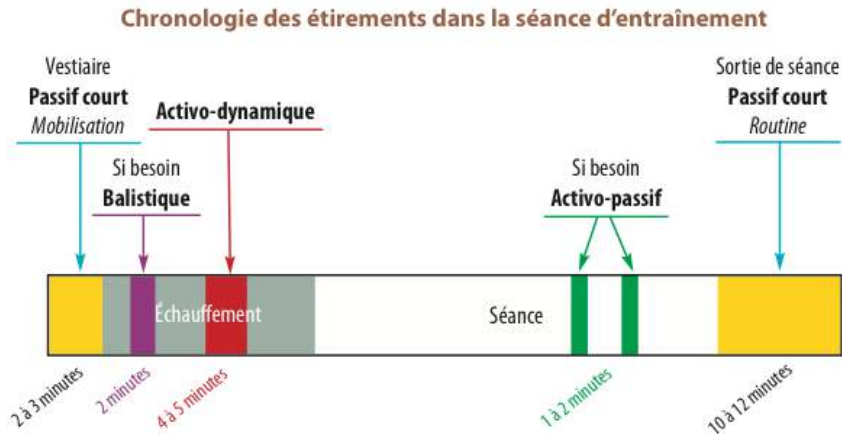 Chronologie des étirements dans la séance d’entraînement
Vestiaire
Passif court
Mobilisation
Activo-dynamique
Si besoin
Balistique
Si besoin
Activo-passif
Sortie de séance
Passif court
Routine
Échauffement
Séance
2 à 3 minutes
2 minutes
4 à 5 minutes
1 à 2 minutes
10 à 12 minutes